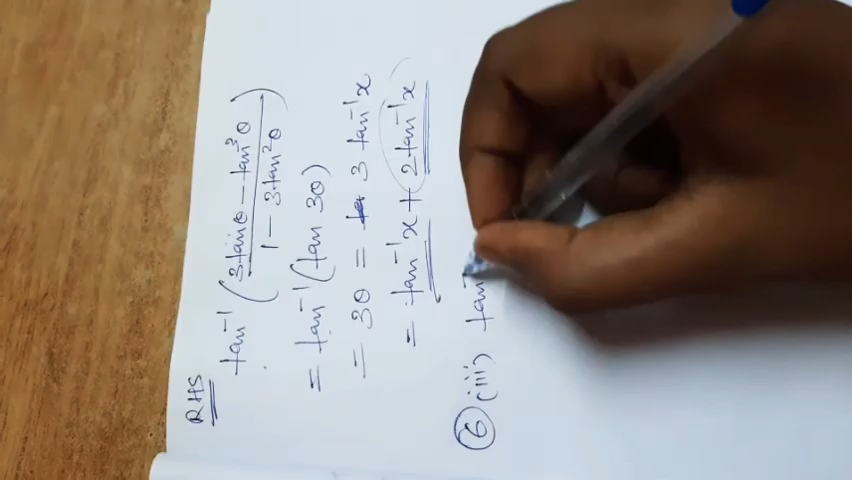 RHS
tan⁻¹ ( (3tanθ − tan³θ) / (1 − 3tan²θ) )
= tan⁻¹(tan 3θ)
= 3θ = 3 tan⁻¹x
= tan⁻¹x + 2tan⁻¹x
⑥ (iii) tan⁻